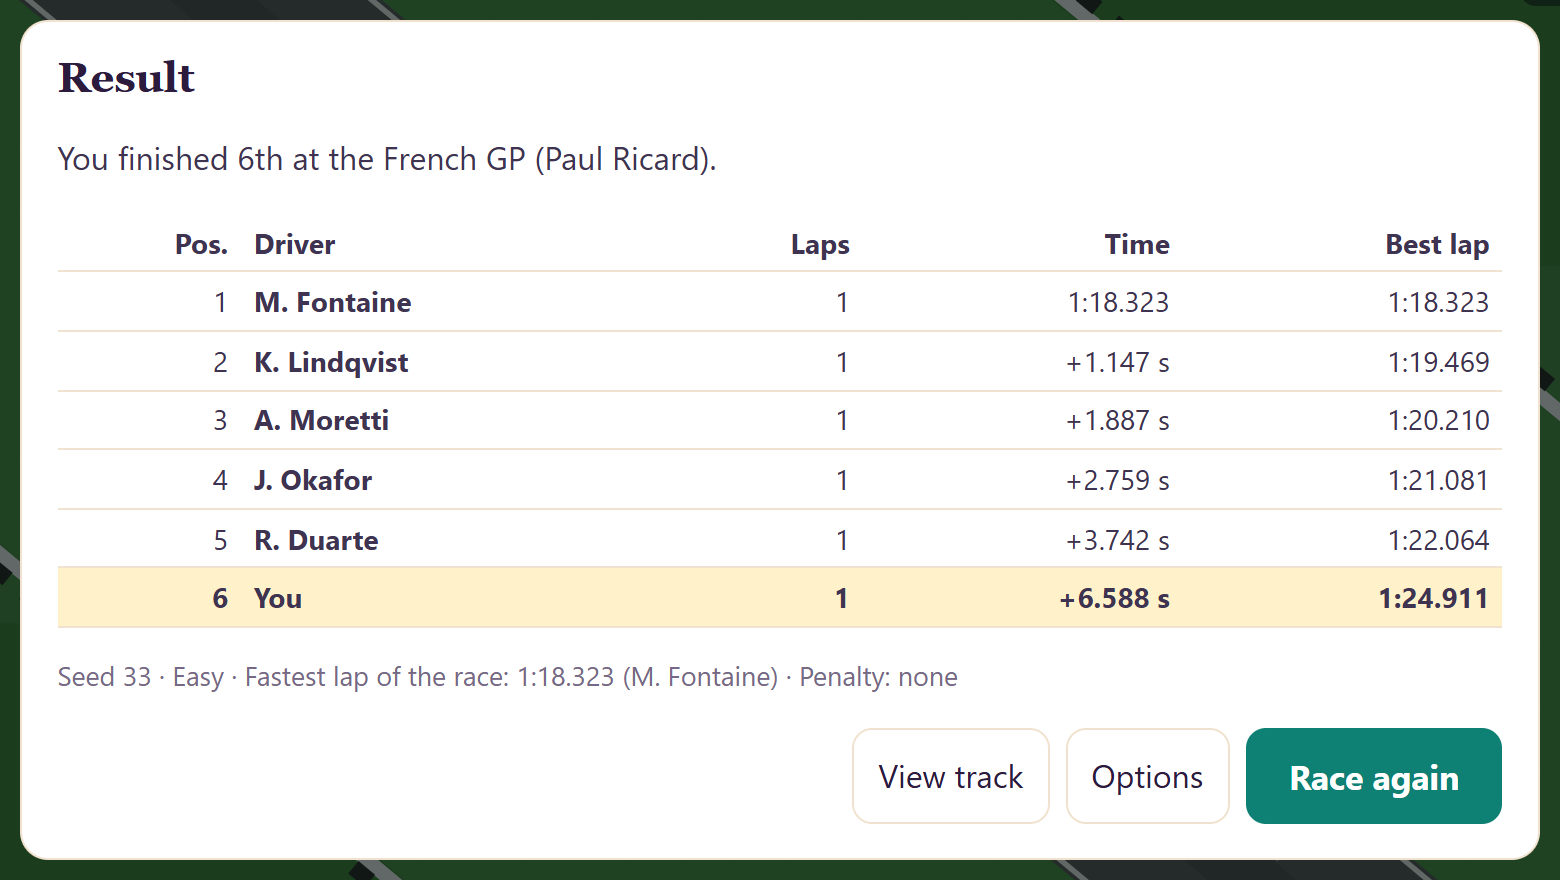 Result
You finished 6th at the French GP (Paul Ricard).
Pos. Driver Laps Time Best lap
1 M. Fontaine 1 1:18.323 1:18.323
2 K. Lindqvist 1 +1.147 s 1:19.469
3 A. Moretti 1 +1.887 s 1:20.210
4 J. Okafor 1 +2.759 s 1:21.081
5 R. Duarte 1 +3.742 s 1:22.064
6 You 1 +6.588 s 1:24.911
Seed 33 · Easy · Fastest lap of the race: 1:18.323 (M. Fontaine) · Penalty: none
View track Options Race again